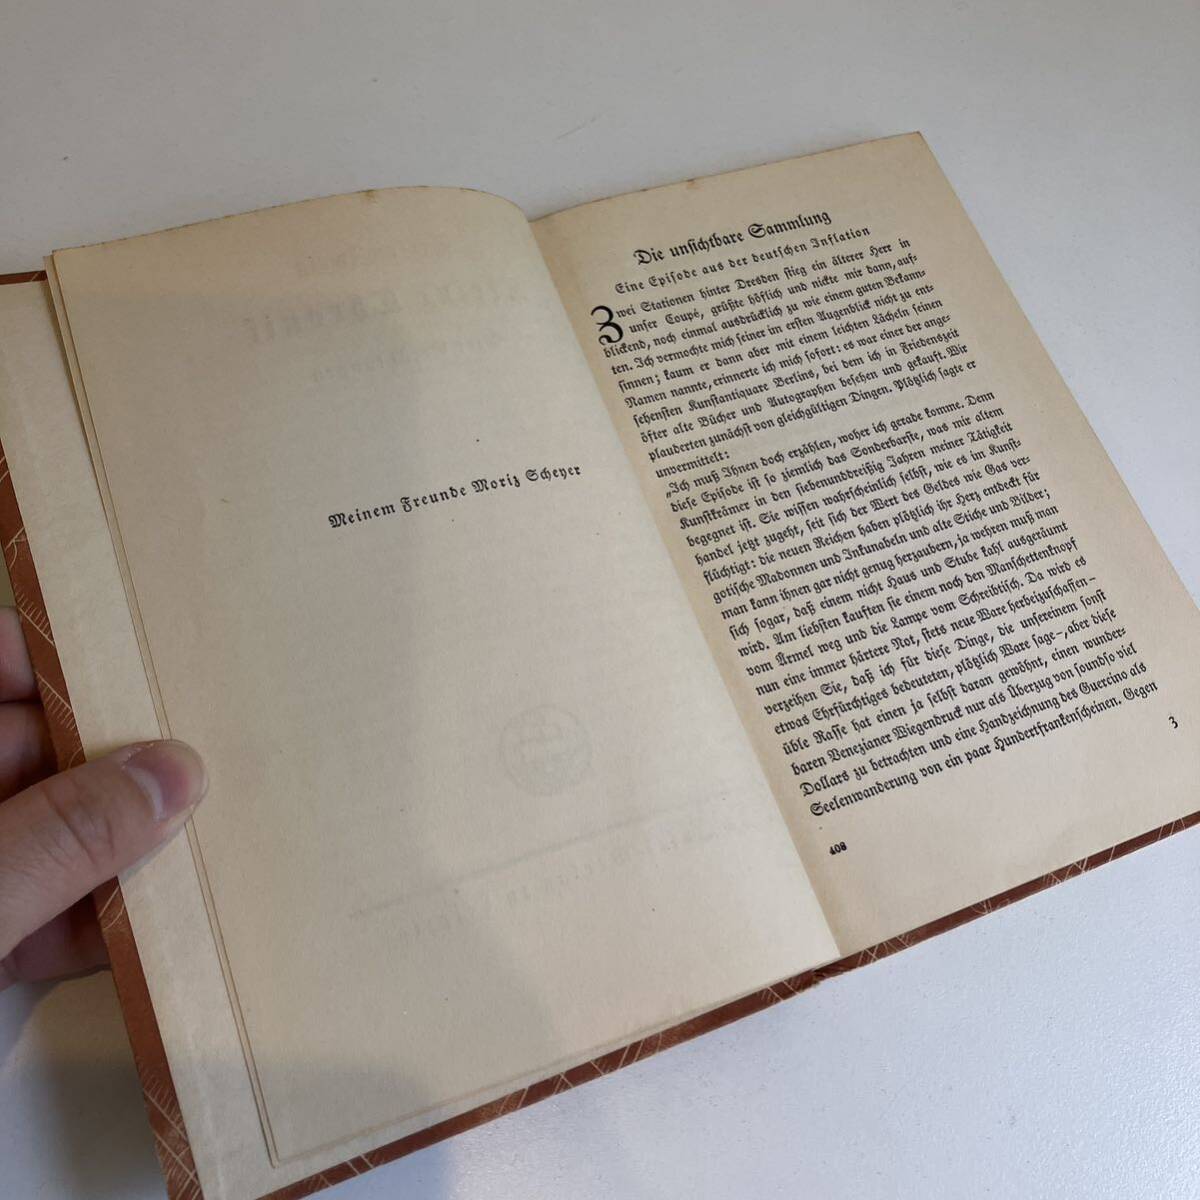 Meinem Freunde Moriz Scheyer
Die unsichtbare Sammlung
Eine Episode aus der deutschen Inflation
Zwei Stationen hinter Dresden stieg ein älterer Herr in
unser Coupé, grüßte höflich und nickte mir dann, auf-
blickend, noch einmal ausdrücklich zu wie einem guten Bekann-
ten. Ich vermochte mich seiner im ersten Augenblick nicht zu ent-
sinnen; kaum er dann aber mit einem leichten Lächeln seinen
Namen nannte, erinnerte ich mich sofort: es war einer der ange-
sehensten Kunstantiquare Berlins, bei dem ich in Friedenszeit
öfter alte Bücher und Autographen besehen und gekauft. Wir
plauderten zunächst von gleichgültigen Dingen. Plötzlich sagte er
unvermittelt:
„Ich muß Ihnen doch erzählen, woher ich gerade komme. Denn
diese Episode ist so ziemlich das Sonderbarste, was mir altem
Kunstkrämer in den siebenunddreißig Jahren meiner Tätigkeit
begegnet ist. Sie wissen wahrscheinlich selbst, wie es im Kunst-
handel jetzt zugeht, seit sich der Wert des Geldes wie Gas ver-
flüchtigt: die neuen Reichen haben plötzlich ihr Herz entdeckt für
gotische Madonnen und Inkunabeln und alte Stiche und Bilder;
man kann ihnen gar nicht genug herzaubern, ja wehren muß man
sich sogar, daß einem nicht Haus und Stube kahl ausgeräumt
wird. Am liebsten kauften sie einem noch den Manschettenknopf
vom Ärmel weg und die Lampe vom Schreibtisch. Da wird es
nun eine immer härtere Not, stets neue Ware herbeizuschaffen –
verzeihen Sie, daß ich für diese Dinge, die unsereinem sonst
etwas Ehrfürchtiges bedeuteten, plötzlich Ware sage –, aber diese
üble Rasse hat einen ja selbst daran gewöhnt, einen wunder-
baren Venezianer Wiegendruck nur als Überzug von soundso viel
Dollars zu betrachten und eine Handzeichnung des Guercino als
Seelenwanderung von ein paar Hundertfrankenscheinen. Gegen
408
3